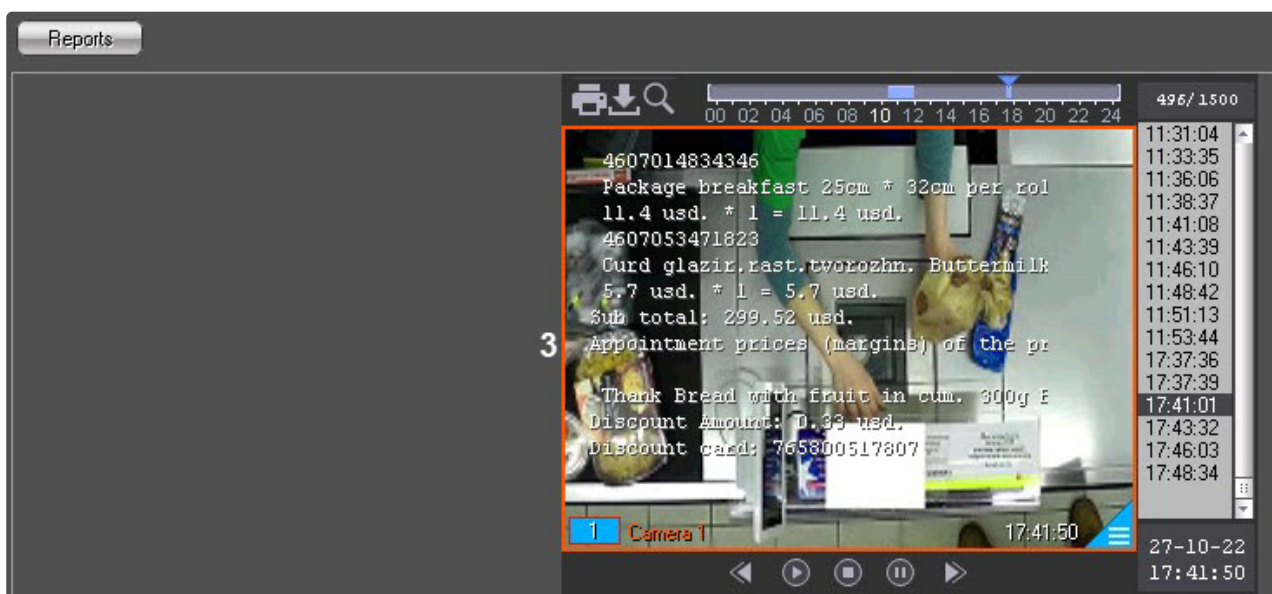 Reports
00 02 04 06 08 10 12 14 16 18 20 22 24
496/1500
4607014834346
Package breakfast 25cm * 32cm per rol
11.4 usd. * 1 = 11.4 usd.
4607053471823
Curd glazir.rast.tvorozhn. Buttermilk
5.7 usd. * 1 = 5.7 usd.
Sub total: 299.52 usd.
3
Appointment prices (margins) of the pr
Thank Bread with fruit in cum. 300g E
Discount Amount: 0.33 usd.
Discount card: 765800517807
1 Camera 1 17:41:50
11:31:04
11:33:35
11:36:06
11:38:37
11:41:08
11:43:39
11:46:10
11:48:42
11:51:13
11:53:44
17:37:36
17:37:39
17:41:01
17:43:32
17:46:03
17:48:34
27-10-22
17:41:50